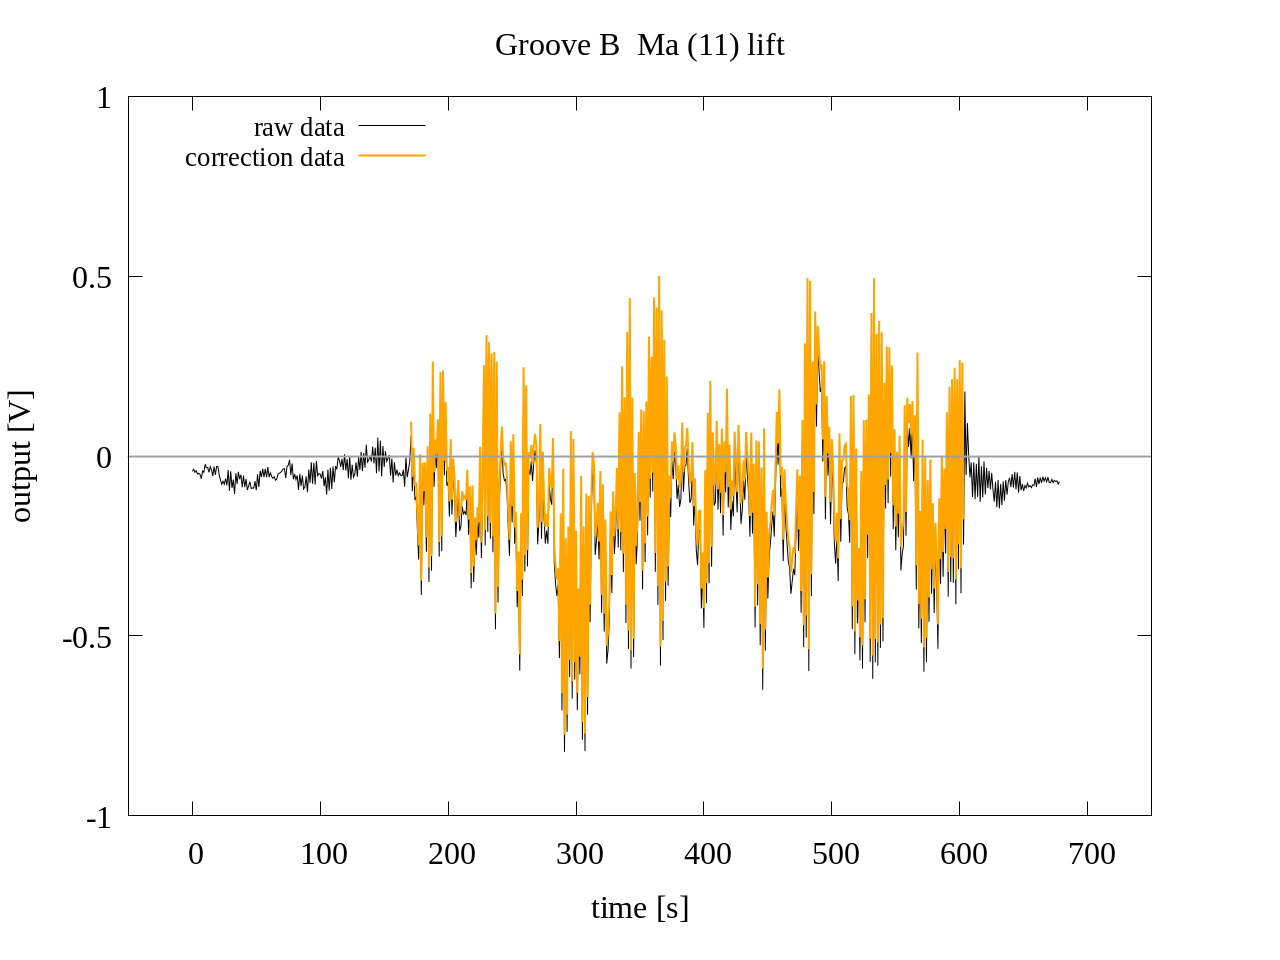 Groove B  Ma (11) lift
raw data
correction data
1
0.5
0
-0.5
-1
output [V]
0 100 200 300 400 500 600 700
time [s]